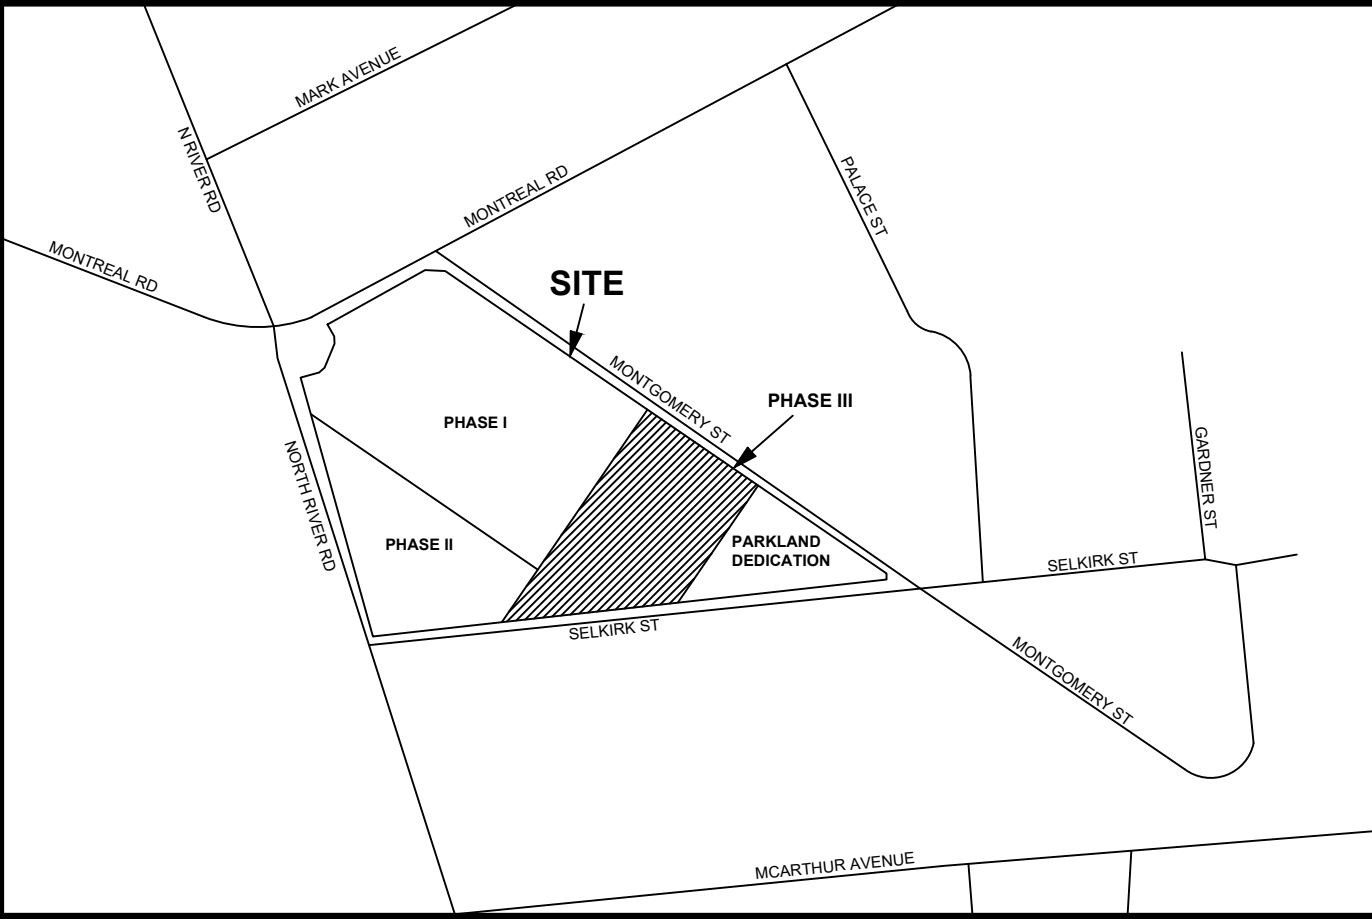 MARK AVENUE
N RIVER RD
MONTREAL RD
PALACE ST
MONTREAL RD
SITE
MONTGOMERY ST
PHASE III
PHASE I
GARDNER ST
NORTH RIVER RD
PHASE II
PARKLAND
DEDICATION
SELKIRK ST
SELKIRK ST
MONTGOMERY ST
MCARTHUR AVENUE